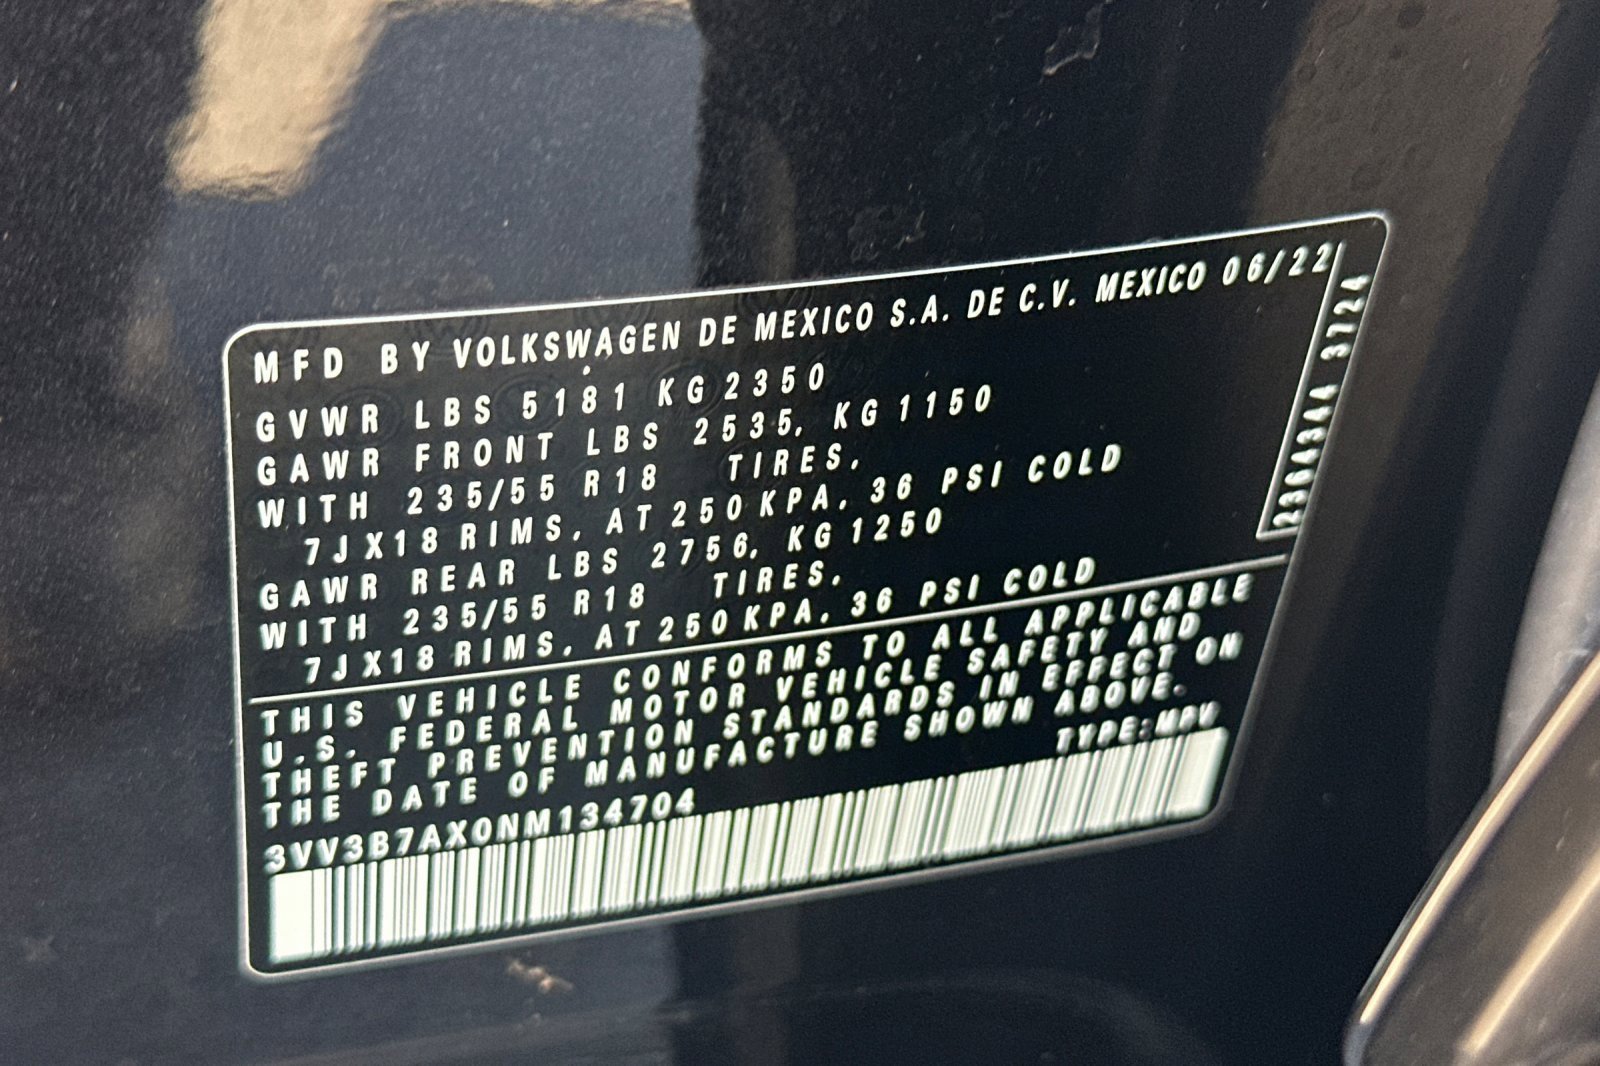 MFD BY VOLKSWAGEN DE MEXICO S.A. DE C.V. MEXICO 06/22
GVWR LBS 5181 KG 2350
GAWR FRONT LBS 2535, KG 1150
WITH 235/55 R18 TIRES,
7JX18 RIMS, AT 250 KPA, 36 PSI COLD
GAWR REAR LBS 2756, KG 1250
WITH 235/55 R18 TIRES,
7JX18 RIMS, AT 250 KPA, 36 PSI COLD
THIS VEHICLE CONFORMS TO ALL APPLICABLE
U.S. FEDERAL MOTOR VEHICLE SAFETY AND
THEFT PREVENTION STANDARDS IN EFFECT ON
THE DATE OF MANUFACTURE SHOWN ABOVE.
TYPE:MPV
3VV3B7AX0NM134704
2364344 3724